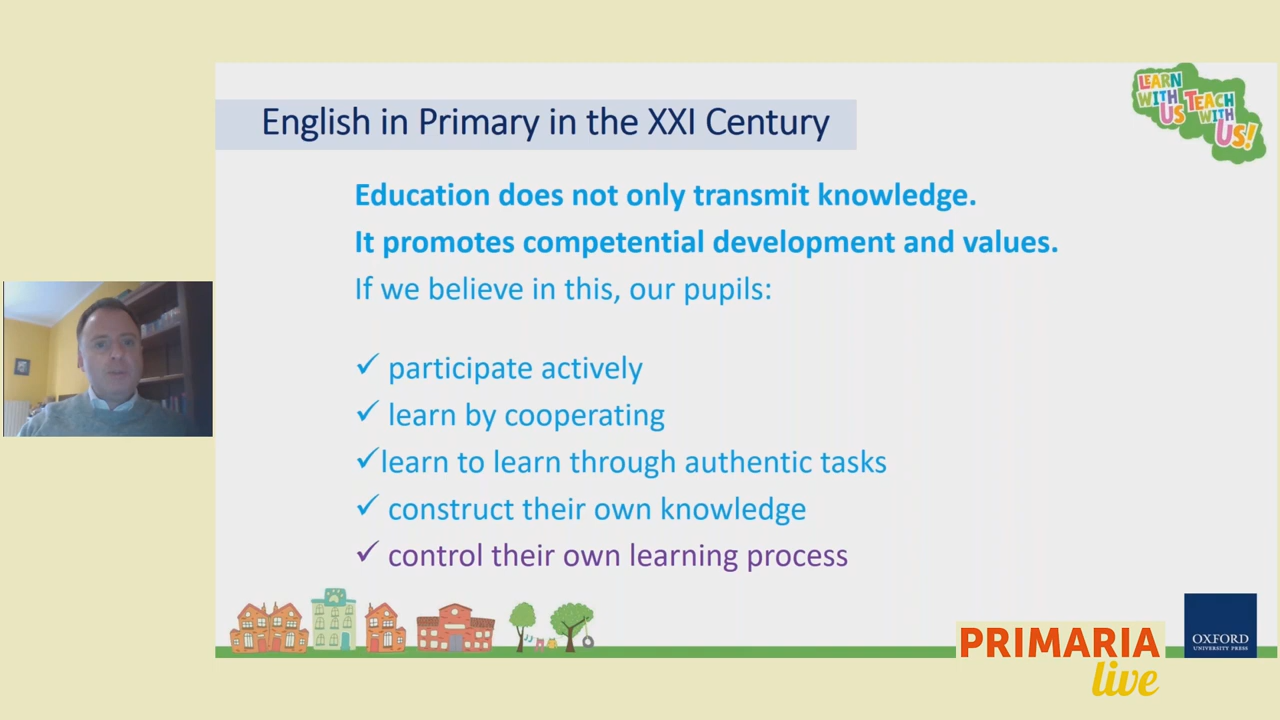 English in Primary in the XXI Century
LEARN
WITH
US
TEACH
WITH
US!
Education does not only transmit knowledge.
It promotes competential development and values.
If we believe in this, our pupils:
✓ participate actively
✓ learn by cooperating
✓learn to learn through authentic tasks
✓ construct their own knowledge
✓ control their own learning process
PRIMARIA
live
OXFORD
UNIVERSITY PRESS